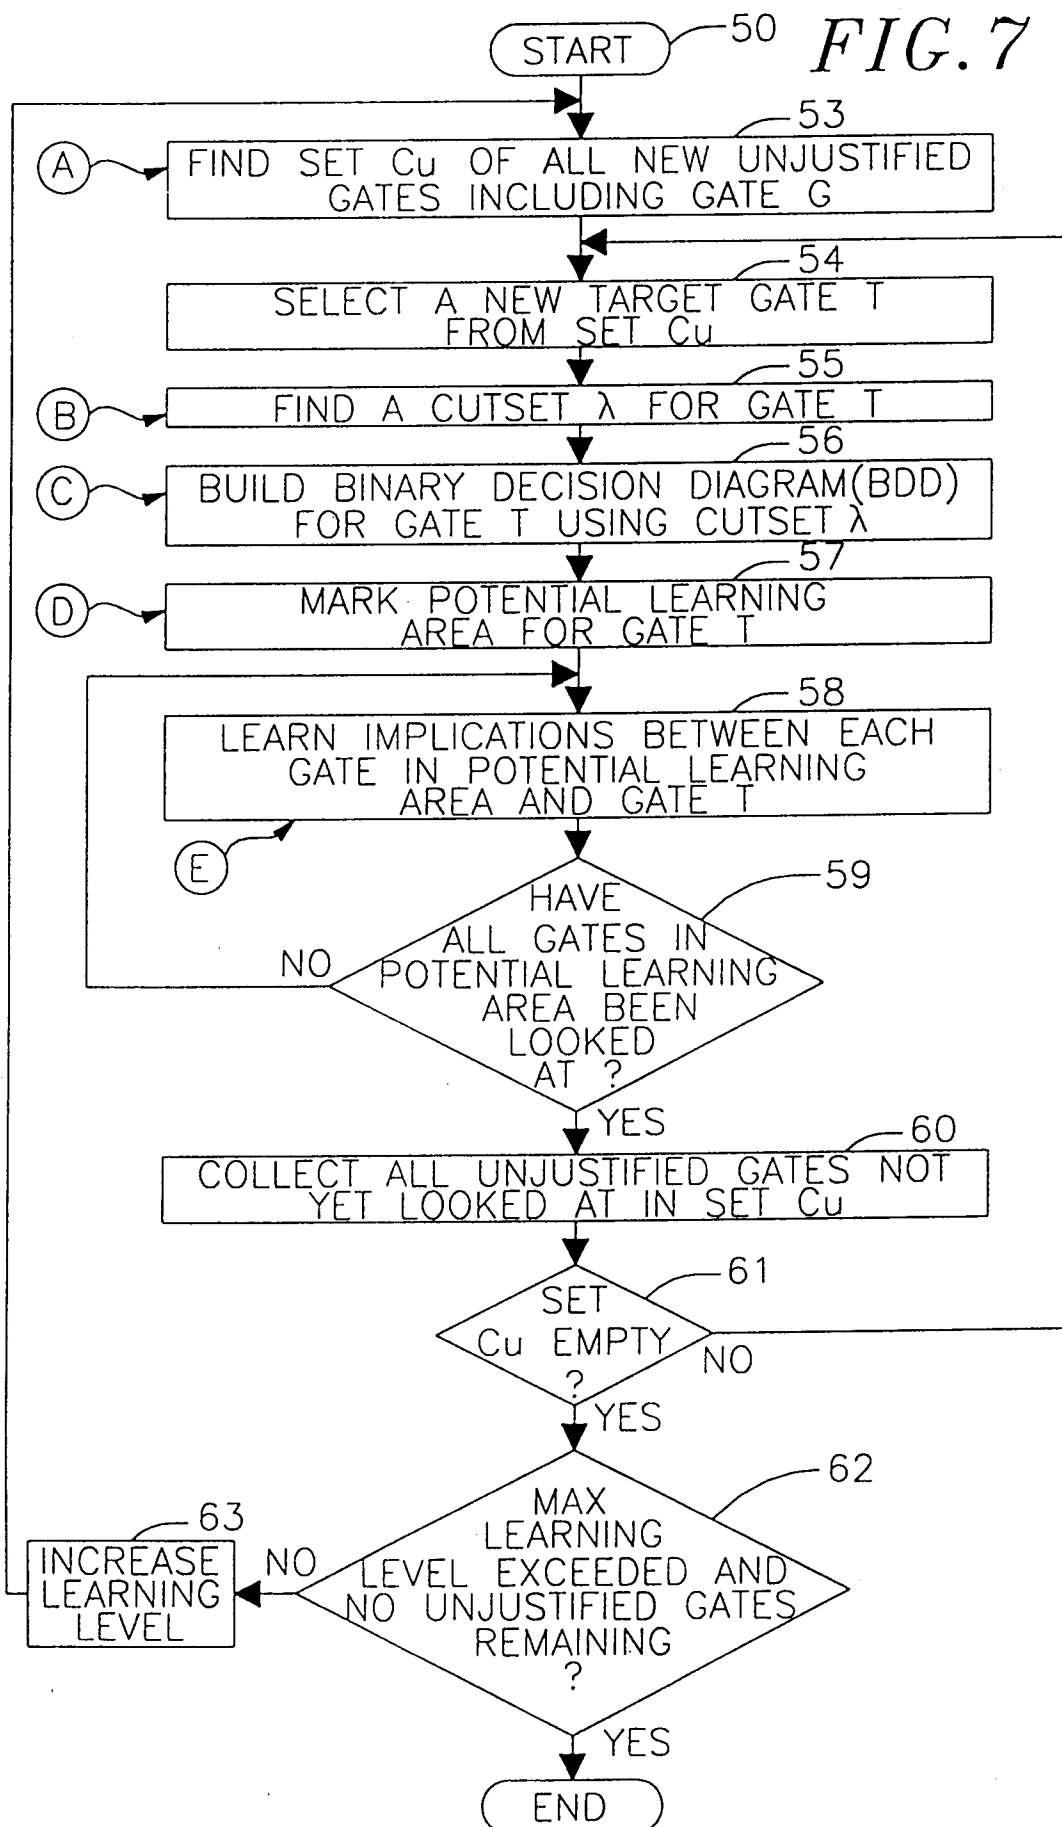 START
50
FIG. 7
53
A
FIND SET Cu OF ALL NEW UNJUSTIFIED
GATES INCLUDING GATE G
54
SELECT A NEW TARGET GATE T
FROM SET Cu
55
B
FIND A CUTSET λ FOR GATE T
56
C
BUILD BINARY DECISION DIAGRAM(BDD)
FOR GATE T USING CUTSET λ
57
D
MARK POTENTIAL LEARNING
AREA FOR GATE T
58
LEARN IMPLICATIONS BETWEEN EACH
GATE IN POTENTIAL LEARNING
AREA AND GATE T
E
59
HAVE
ALL GATES IN
POTENTIAL LEARNING
AREA BEEN
LOOKED
AT ?
NO
YES
60
COLLECT ALL UNJUSTIFIED GATES NOT
YET LOOKED AT IN SET Cu
61
SET
Cu EMPTY
?
NO
YES
62
MAX
LEARNING
LEVEL EXCEEDED AND
NO UNJUSTIFIED GATES
REMAINING
?
NO
63
INCREASE
LEARNING
LEVEL
YES
END